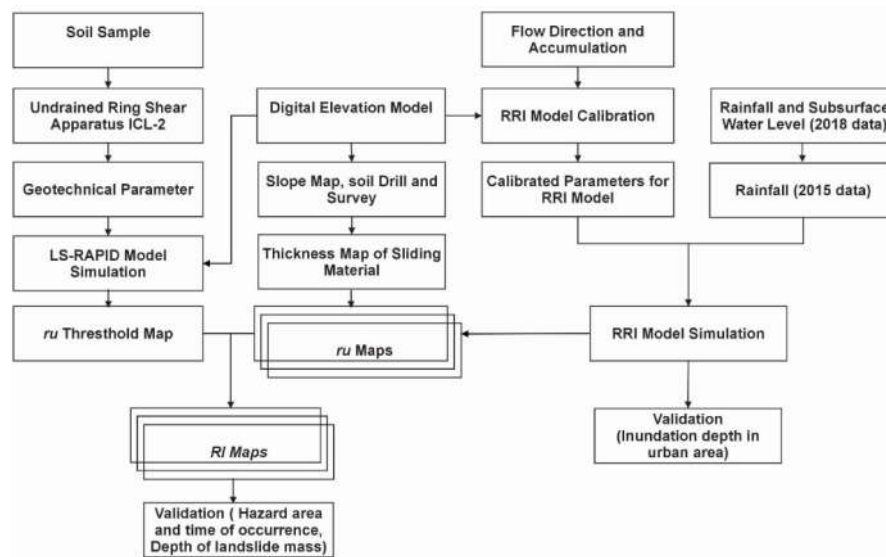 Soil Sample
Flow Direction and
Accumulation
Undrained Ring Shear
Apparatus ICL-2
Digital Elevation Model
RRI Model Calibration
Rainfall and Subsurface
Water Level (2018 data)
Geotechnical Parameter
Slope Map, soil Drill and
Survey
Calibrated Parameters for
RRI Model
Rainfall (2015 data)
LS-RAPID Model
Simulation
Thickness Map of Sliding
Material
ru Thresthold Map
ru Maps
RRI Model Simulation
Validation
(Inundation depth in
urban area)
RI Maps
Validation ( Hazard area
and time of occurrence,
Depth of landslide mass)